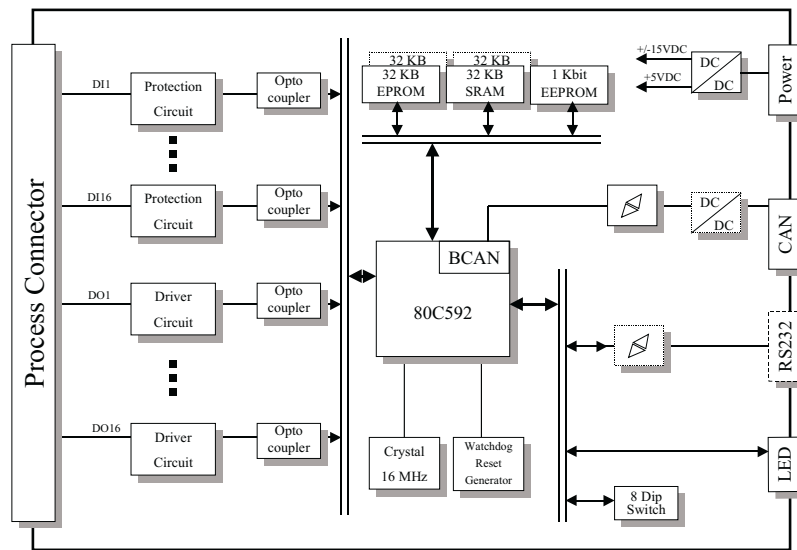 Process Connector
DI1
Protection
Circuit
Opto
coupler
DI16
Protection
Circuit
Opto
coupler
DO1
Driver
Circuit
Opto
coupler
DO16
Driver
Circuit
Opto
coupler
32 KB
32 KB
EPROM
32 KB
32 KB
SRAM
1 Kbit
EEPROM
BCAN
80C592
Crystal
16 MHz
Watchdog
Reset
Generator
+/-15VDC
+5VDC
DC
DC
Power
DC
DC
CAN
RS232
LED
8 Dip
Switch